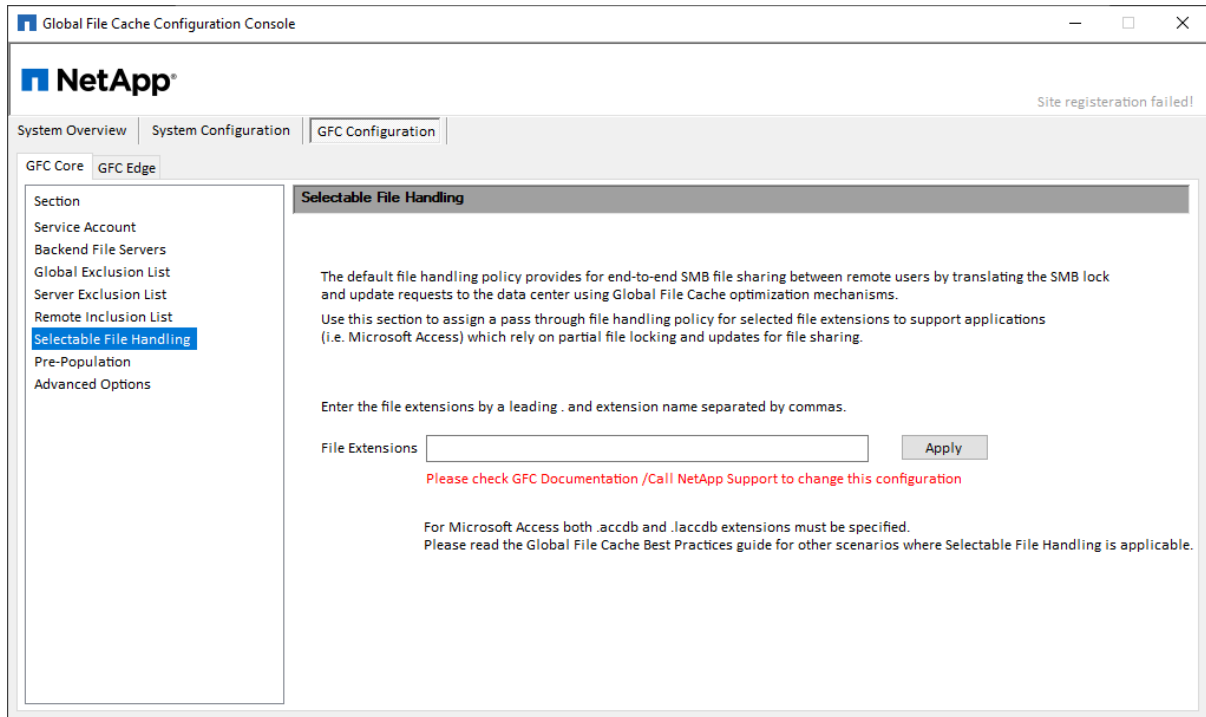 Global File Cache Configuration Console
NetApp®
Site registeration failed!
System Overview System Configuration GFC Configuration
GFC Core GFC Edge
Section
Service Account
Backend File Servers
Global Exclusion List
Server Exclusion List
Remote Inclusion List
Selectable File Handling
Pre-Population
Advanced Options
Selectable File Handling
The default file handling policy provides for end-to-end SMB file sharing between remote users by translating the SMB lock
and update requests to the data center using Global File Cache optimization mechanisms.
Use this section to assign a pass through file handling policy for selected file extensions to support applications
(i.e. Microsoft Access) which rely on partial file locking and updates for file sharing.
Enter the file extensions by a leading . and extension name separated by commas.
File Extensions Apply
Please check GFC Documentation /Call NetApp Support to change this configuration
For Microsoft Access both .accdb and .laccdb extensions must be specified.
Please read the Global File Cache Best Practices guide for other scenarios where Selectable File Handling is applicable.